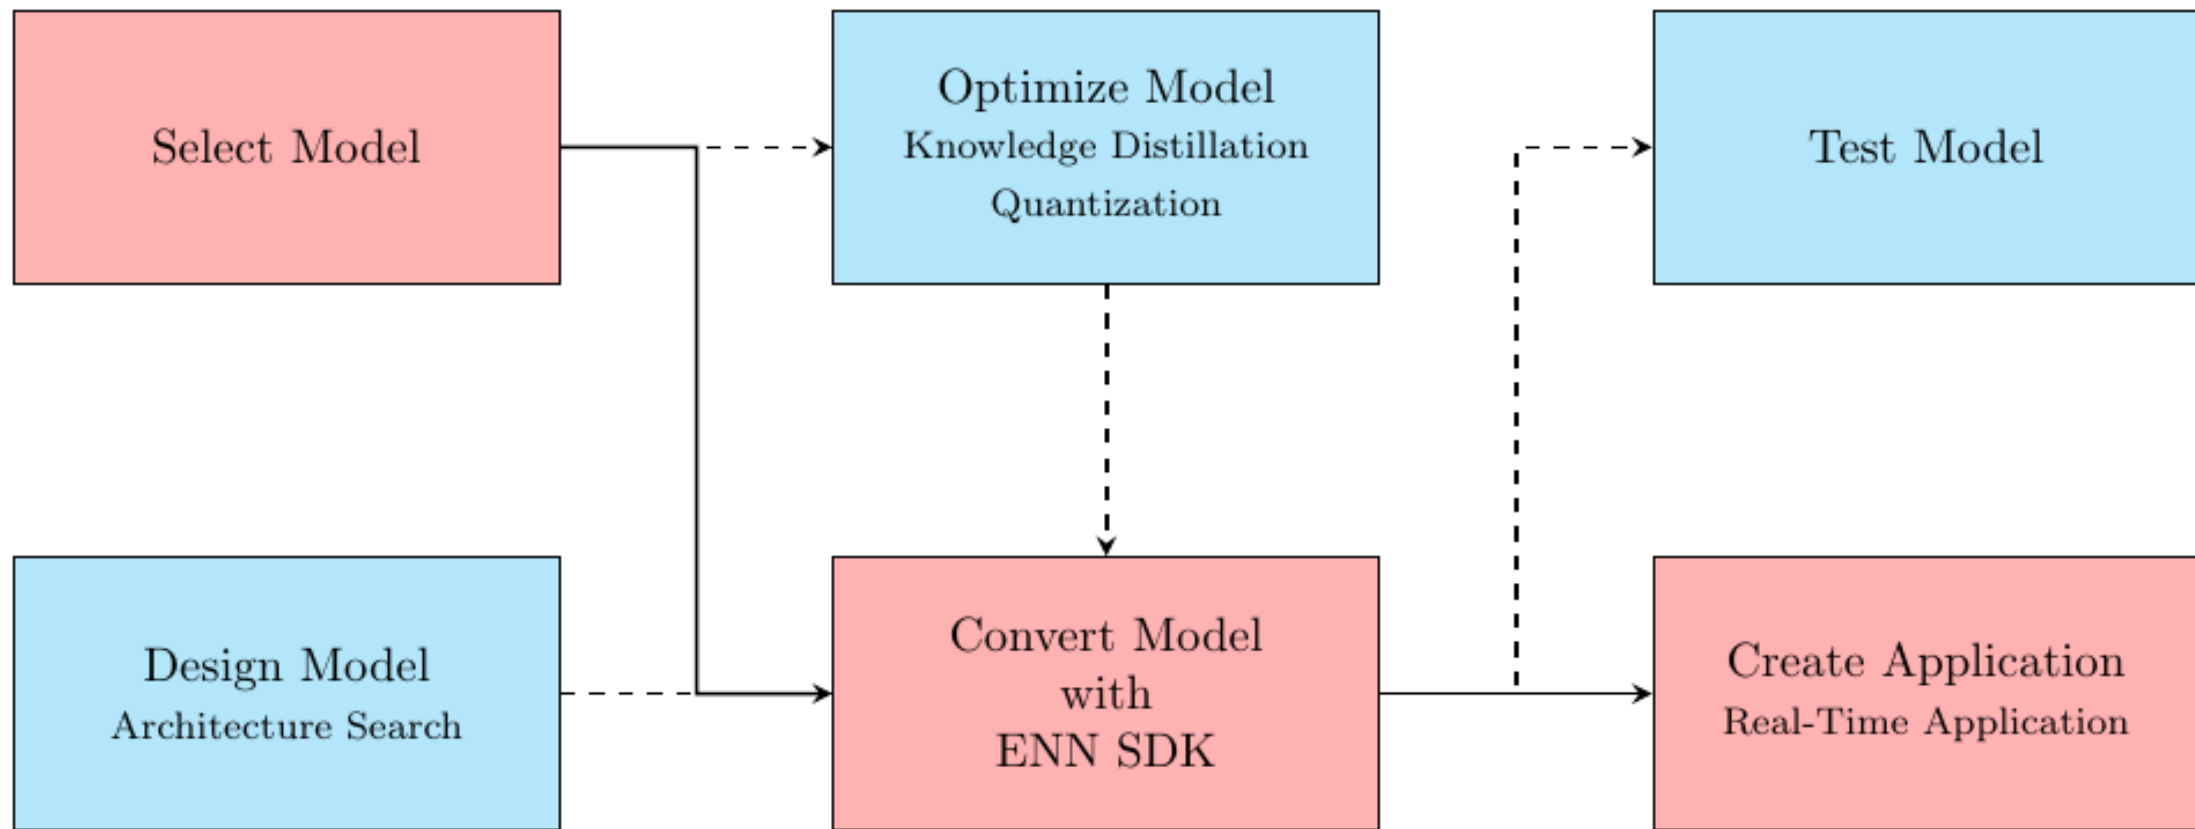 Select Model
Optimize Model
Knowledge Distillation
Quantization
Test Model
Design Model
Architecture Search
Convert Model
with
ENN SDK
Create Application
Real-Time Application